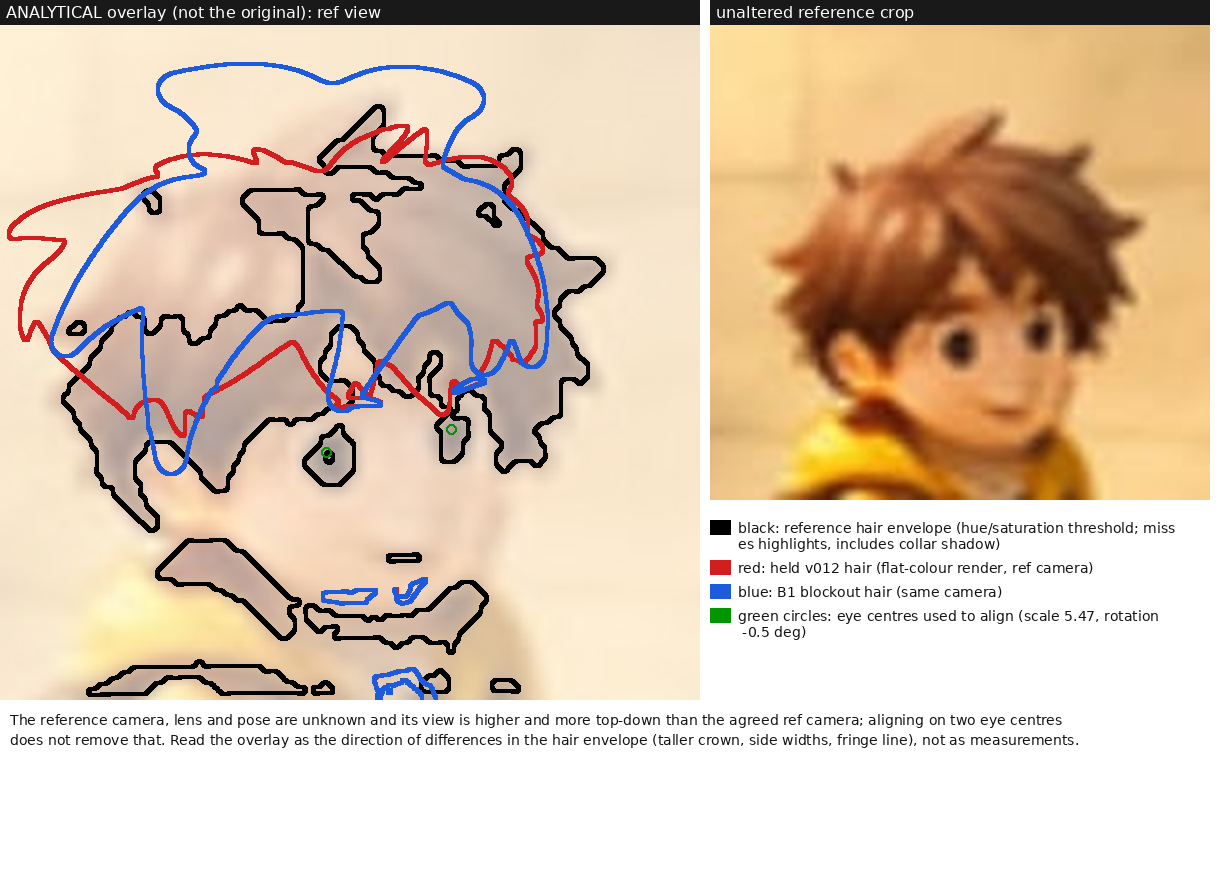 ANALYTICAL overlay (not the original): ref view
unaltered reference crop
black: reference hair envelope (hue/saturation threshold; miss
es highlights, includes collar shadow)
red: held v012 hair (flat-colour render, ref camera)
blue: B1 blockout hair (same camera)
green circles: eye centres used to align (scale 5.47, rotation
-0.5 deg)
The reference camera, lens and pose are unknown and its view is higher and more top-down than the agreed ref camera; aligning on two eye centres
does not remove that. Read the overlay as the direction of differences in the hair envelope (taller crown, side widths, fringe line), not as measurements.